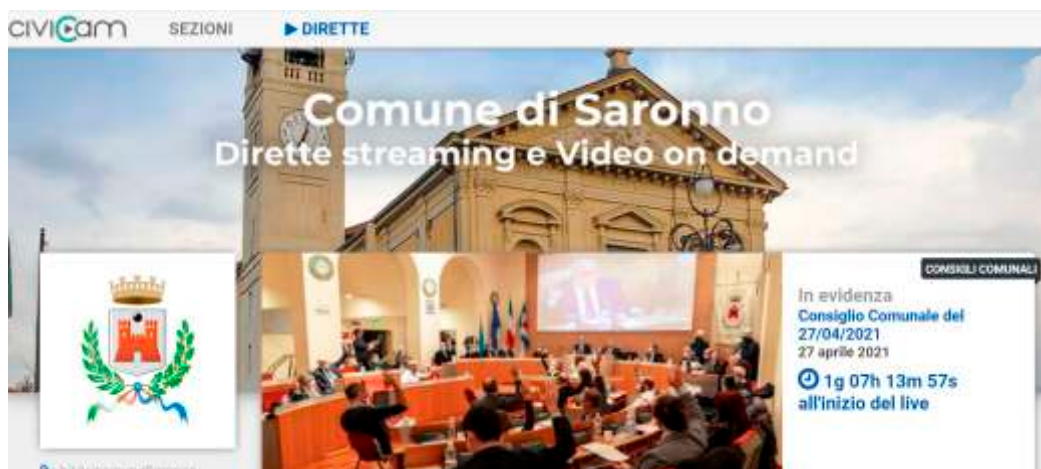 civicam
SEZIONI
DIRETTE
Comune di Saronno
Dirette streaming e Video on demand
CONSIGLI COMUNALI
In evidenza
Consiglio Comunale del
27/04/2021
27 aprile 2021
1g 07h 13m 57s
all'inizio del live